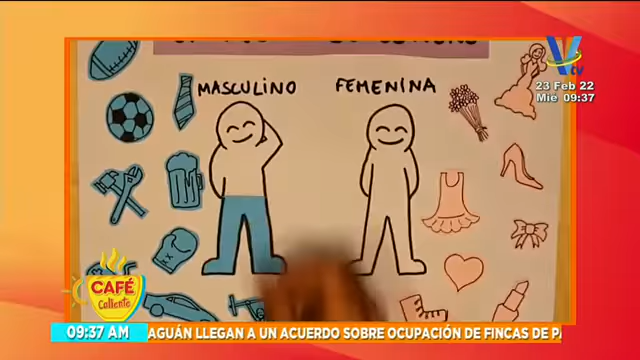 MASCULINO
FEMENINA
Vtv
23 Feb 22
Mie 09:37
CAFÉ
Caliente
09:37 AM
AGUÁN LLEGAN A UN ACUERDO SOBRE OCUPACIÓN DE FINCAS DE